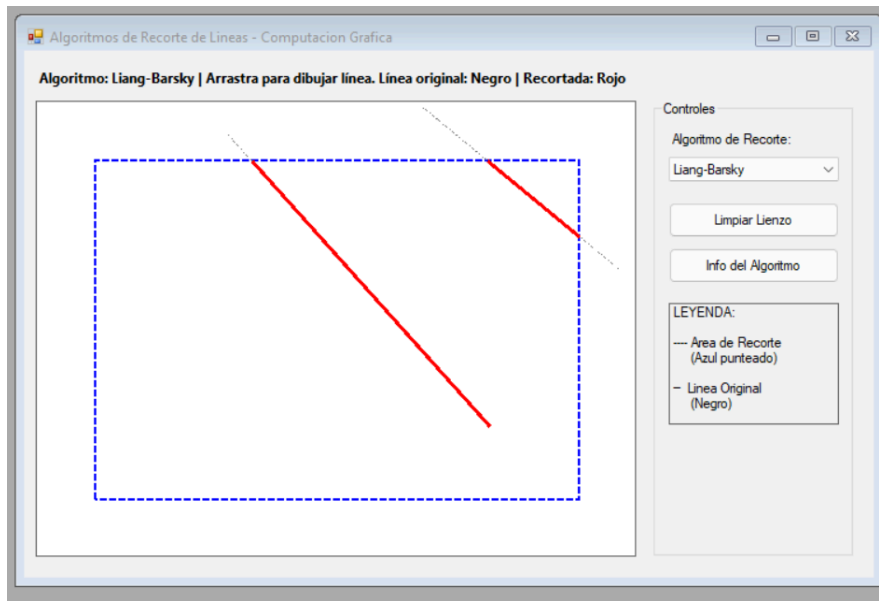 Algoritmos de Recorte de Lineas - Computacion Grafica
Algoritmo: Liang-Barsky | Arrastra para dibujar línea. Línea original: Negro | Recortada: Rojo
Controles
Algoritmo de Recorte:
Liang-Barsky
Limpiar Lienzo
Info del Algoritmo
LEYENDA:
---- Area de Recorte
(Azul punteado)
— Linea Original
(Negro)